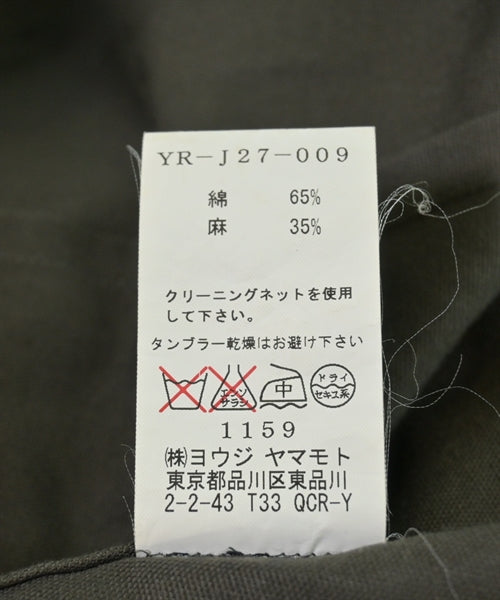 YR-J27-009
綿 65%
麻 35%
クリーニングネットを使用
して下さい。
タンブラー乾燥はお避け下さい
エンソ サラシ 中 ドライ セキユ系
1159
㈱ヨウジ ヤマモト
東京都品川区東品川
2-2-43 T33 QCR-Y